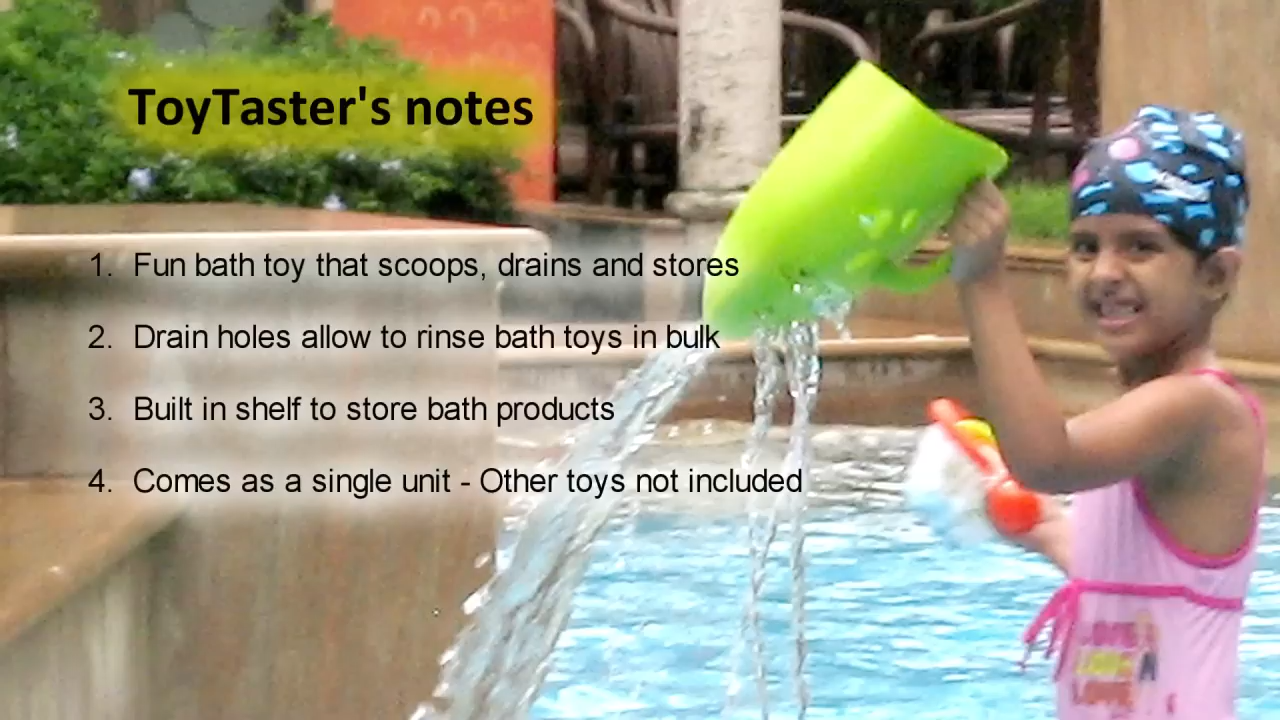 ToyTaster's notes
1. Fun bath toy that scoops, drains and stores
2. Drain holes allow to rinse bath toys in bulk
3. Built in shelf to store bath products
4. Comes as a single unit - Other toys not included
LOVE
LOVE